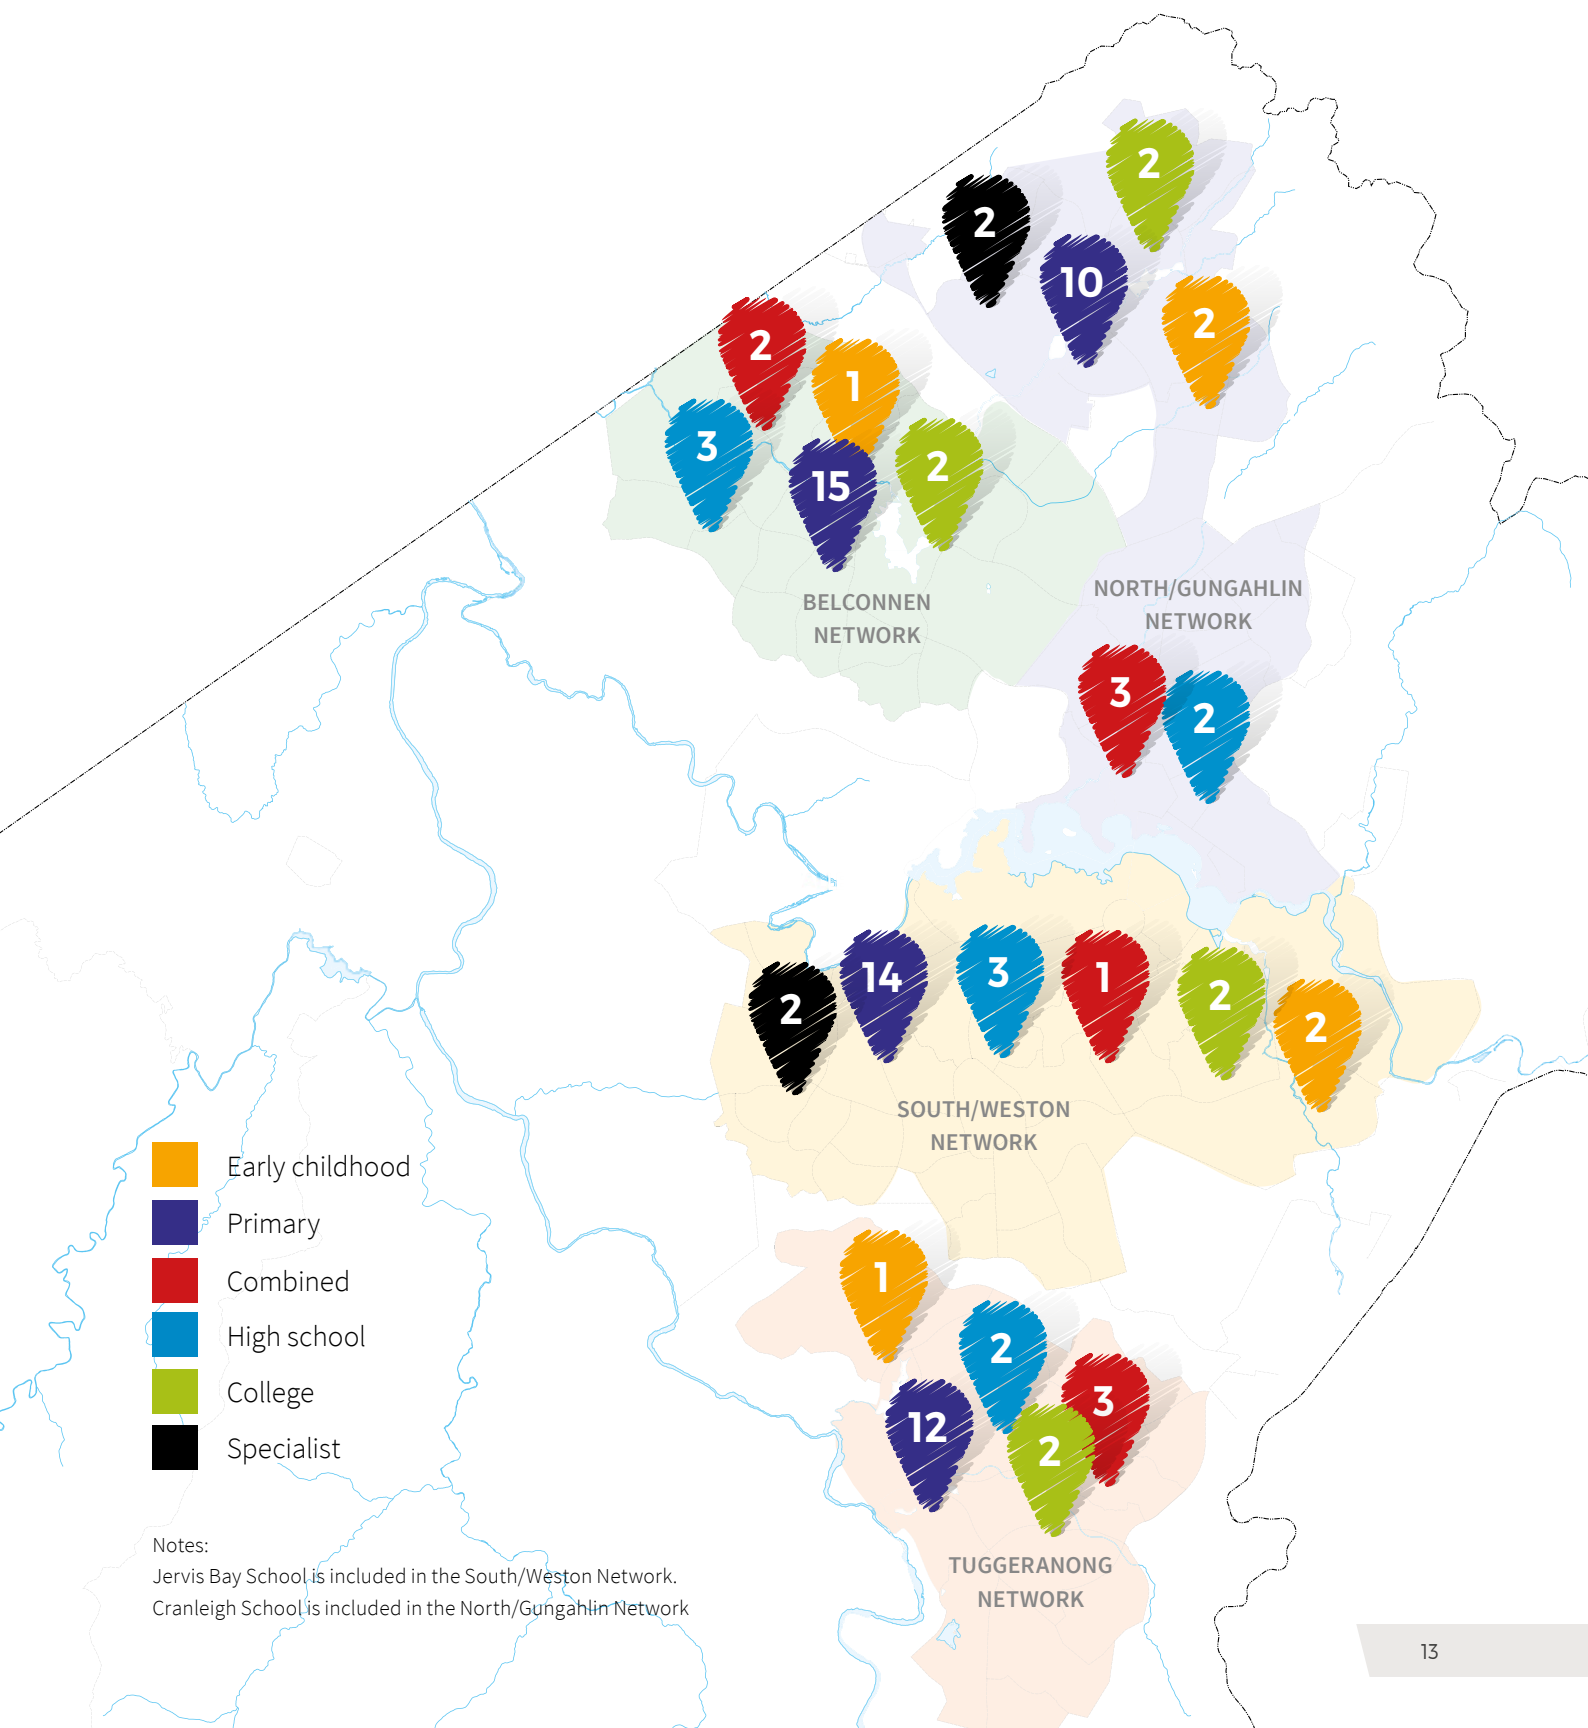 2
2
10
2
2
1
3
15
2
BELCONNEN
NETWORK
NORTH/GUNGAHLIN
NETWORK
3
2
2
14
3
1
2
2
SOUTH/WESTON
NETWORK
Early childhood
Primary
Combined
High school
College
Specialist
1
2
3
12
2
TUGGERANONG
NETWORK
Notes:
Jervis Bay School is included in the South/Weston Network.
Cranleigh School is included in the North/Gungahlin Network
13